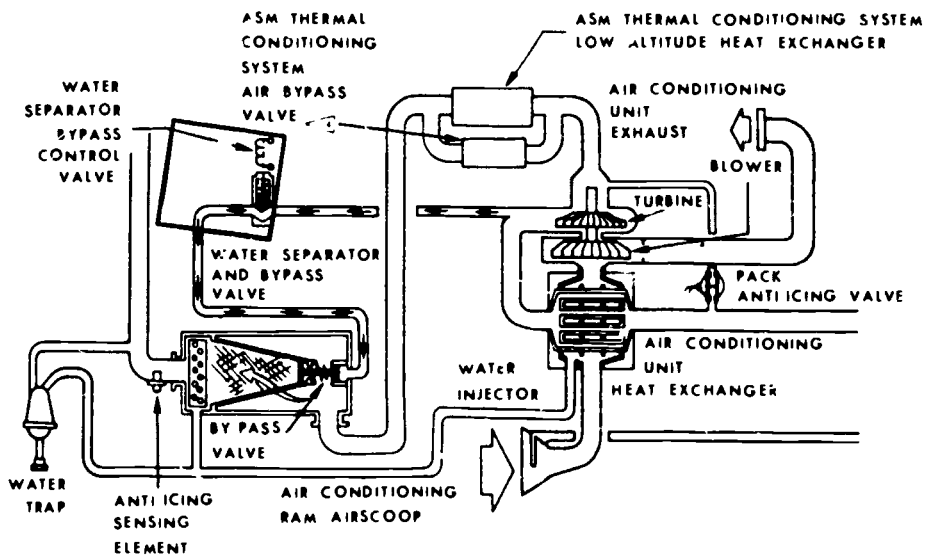 ASM THERMAL
CONDITIONING
SYSTEM
AIR BYPASS
VALVE
ASM THERMAL CONDITIONING SYSTEM
LOW ALTITUDE HEAT EXCHANGER
WATER
SEPARATOR
BYPASS
CONTROL
VALVE
AIR CONDITIONING
UNIT
EXHAUST
BLOWER
TURBINE
WATER SEPARATOR
AND BYPASS
VALVE
PACK
ANTI ICING VALVE
AIR CONDITIONING
UNIT
HEAT EXCHANGER
WATER
INJECTOR
BY PASS
VALVE
WATER
TRAP
ANTI ICING
SENSING
ELEMENT
AIR CONDITIONING
RAM AIRSCOOP